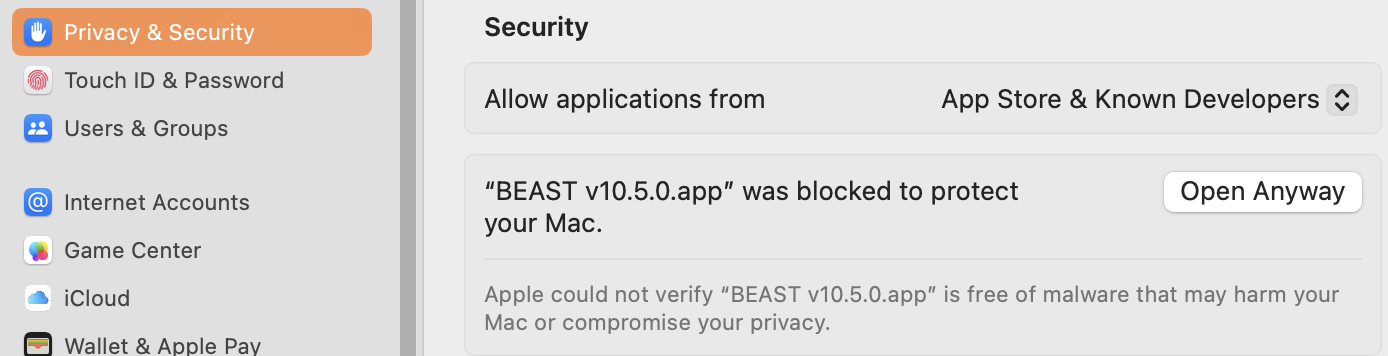 Privacy & Security
Touch ID & Password
Users & Groups
Internet Accounts
Game Center
iCloud
Wallet & Apple Pay
Security
Allow applications from App Store & Known Developers
“BEAST v10.5.0.app” was blocked to protect
your Mac.
Open Anyway
Apple could not verify “BEAST v10.5.0.app” is free of malware that may harm your
Mac or compromise your privacy.